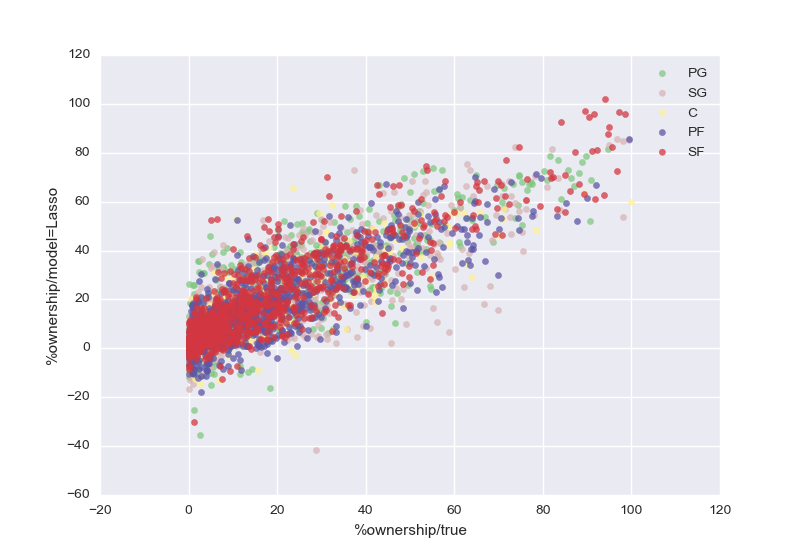 120
100
80
60
40
20
0
−20
−40
−60
−20 0 20 40 60 80 100 120
%ownership/model=Lasso
%ownership/true
PG
SG
C
PF
SF